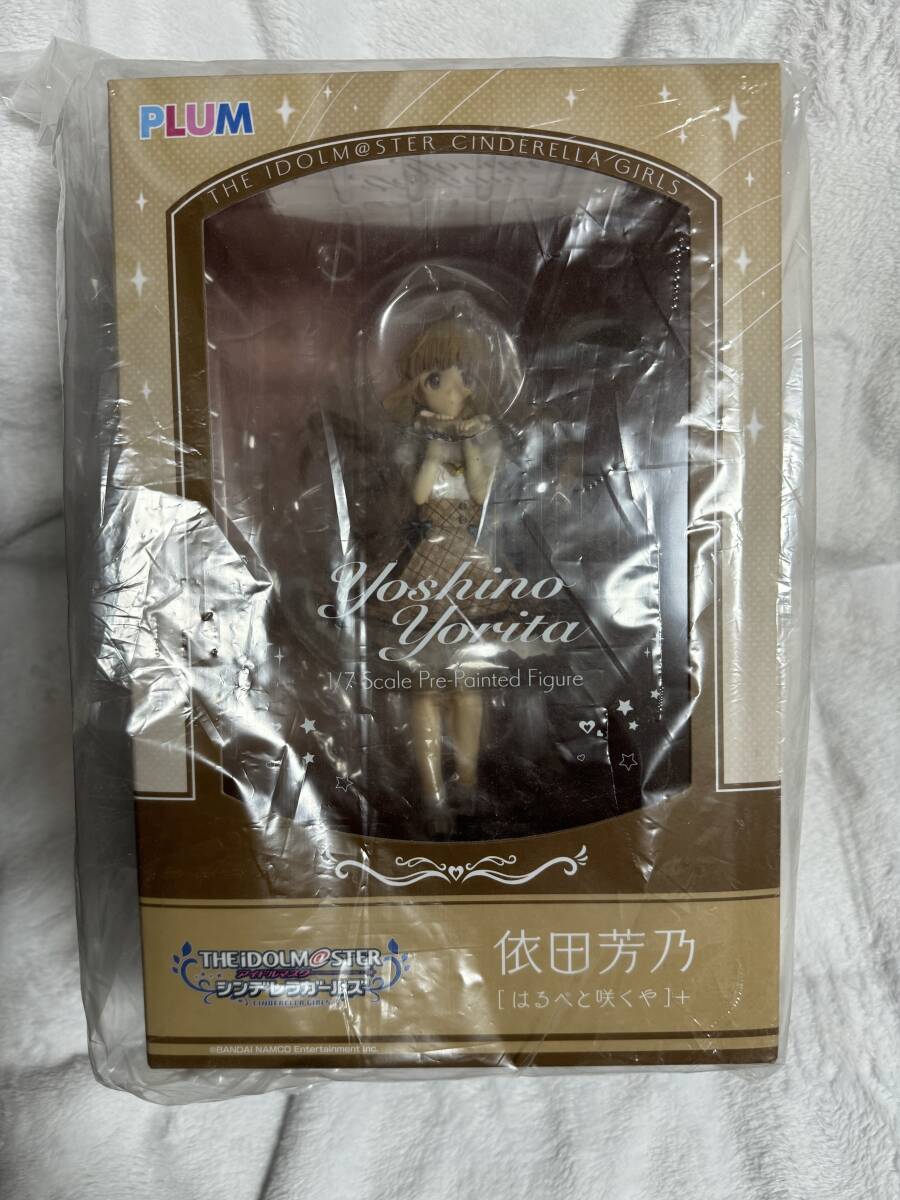 PLUM
THE IDOLM@STER CINDERELLA GIRLS
Yoshino
Yorita
1/7 Scale Pre-Painted Figure
THE iDOLM@STER
アイドルマスター
シンデレラガールズ
CINDERELLA GIRLS
依田芳乃
[はるべと咲くや]+
©BANDAI NAMCO Entertainment Inc.